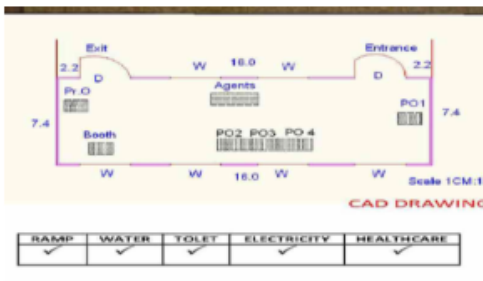 Exit Entrance
2.2 W 16.0 W 2.2
D D
Pr.O Agents
PO1
7.4 7.4
Booth PO2 PO3 PO 4
W W 16.0 W W
Scale 1CM:1
CAD DRAWING
RAMP WATER TOLET ELECTRICITY HEALTHCARE